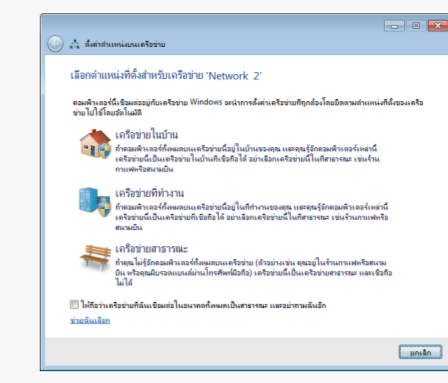 ตั้งค่าตำแหน่งบนเครือข่าย
เลือกตำแหน่งที่ตั้งสำหรับเครือข่าย 'Network 2'
คอมพิวเตอร์นี้เชื่อมต่ออยู่กับเครือข่าย Windows จะนำการตั้งค่าเครือข่ายที่ถูกต้องโดยยึดตามตำแหน่งที่ตั้งของเครือ
ข่ายไปใช้โดยอัตโนมัติ
เครือข่ายในบ้าน
ถ้าคอมพิวเตอร์ทั้งหมดบนเครือข่ายนี้อยู่ในบ้านของคุณ และคุณรู้จักคอมพิวเตอร์เหล่านี้
เครือข่ายนี้เป็นเครือข่ายในบ้านที่เชื่อถือได้ อย่าเลือกเครือข่ายนี้ในที่สาธารณะ เช่นร้าน
กาแฟหรือสนามบิน
เครือข่ายที่ทำงาน
ถ้าคอมพิวเตอร์ทั้งหมดบนเครือข่ายนี้อยู่ในที่ทำงานของคุณ และคุณรู้จักคอมพิวเตอร์เหล่านี้
เครือข่ายนี้เป็นเครือข่ายที่เชื่อถือได้ อย่าเลือกเครือข่ายนี้ในที่สาธารณะ เช่นร้านกาแฟหรือ
สนามบิน
เครือข่ายสาธารณะ
ถ้าคุณไม่รู้จักคอมพิวเตอร์ทั้งหมดบนเครือข่าย (ตัวอย่างเช่น คุณอยู่ในร้านกาแฟหรือสนาม
บิน หรือคุณมีบรอดแบนด์ผ่านโทรศัพท์มือถือ) เครือข่ายนี้เป็นเครือข่ายสาธารณะ และเชื่อถือ
ไม่ได้
ให้ถือว่าเครือข่ายที่ฉันเชื่อมต่อในอนาคตทั้งหมดเป็นสาธารณะ และอย่าถามฉันอีก
ช่วยฉันเลือก
ยกเลิก